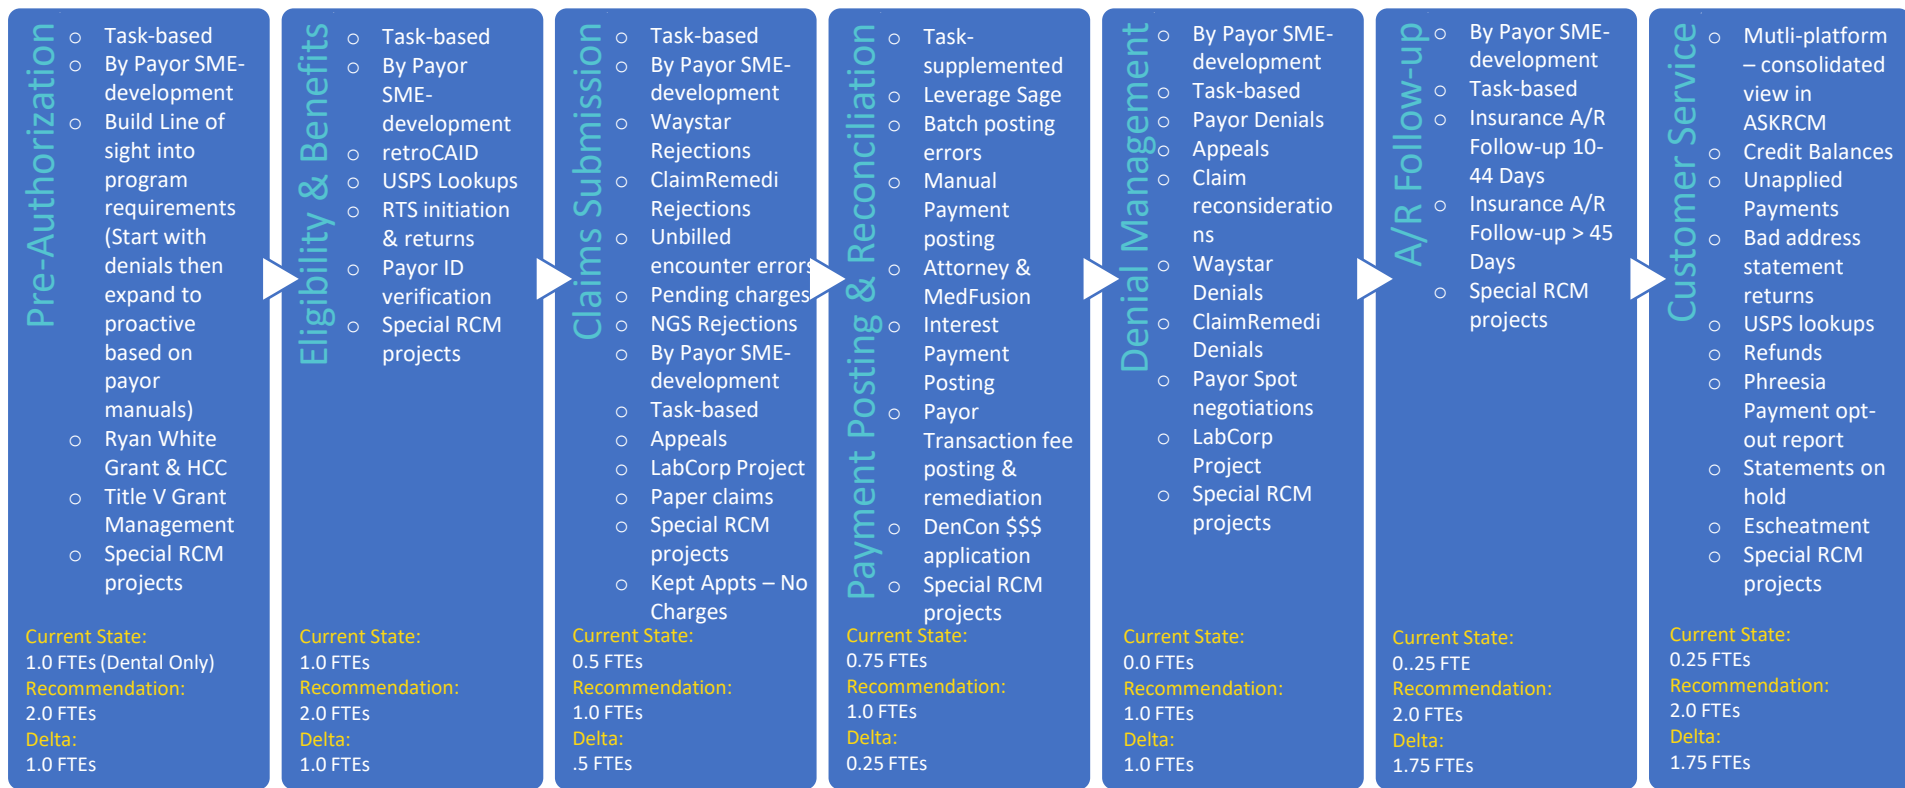 Pre-Authorization
o Task-based
o By Payor SME-
development
o Build Line of
sight into
program
requirements
(Start with
denials then
expand to
proactive
based on
payor
manuals)
o Ryan White
Grant & HCC
o Title V Grant
Management
o Special RCM
projects
Current State:
1.0 FTEs (Dental Only)
Recommendation:
2.0 FTEs
Delta:
1.0 FTEs
Eligibility & Benefits
o Task-based
o By Payor
SME-
development
o retroCAID
o USPS Lookups
o RTS initiation
& returns
o Payor ID
verification
o Special RCM
projects
Current State:
1.0 FTEs
Recommendation:
2.0 FTEs
Delta:
1.0 FTEs
Claims Submission
o Task-based
o By Payor SME-
development
o Waystar
Rejections
o ClaimRemedi
Rejections
o Unbilled
encounter errors
o Pending charges
o NGS Rejections
o By Payor SME-
development
o Task-based
o Appeals
o LabCorp Project
o Paper claims
o Special RCM
projects
o Kept Appts – No
Charges
Current State:
0.5 FTEs
Recommendation:
1.0 FTEs
Delta:
.5 FTEs
Payment Posting & Reconciliation
o Task-
supplemented
o Leverage Sage
o Batch posting
errors
o Manual
Payment
posting
o Attorney &
MedFusion
o Interest
Payment
Posting
o Payor
Transaction fee
posting &
remediation
o DenCon $$$
application
o Special RCM
projects
Current State:
0.75 FTEs
Recommendation:
1.0 FTEs
Delta:
0.25 FTEs
Denial Management
o By Payor SME-
development
o Task-based
o Payor Denials
o Appeals
o Claim
reconsideratio
ns
o Waystar
Denials
o ClaimRemedi
Denials
o Payor Spot
negotiations
o LabCorp
Project
o Special RCM
projects
Current State:
0.0 FTEs
Recommendation:
1.0 FTEs
Delta:
1.0 FTEs
A/R Follow-up
o By Payor SME-
development
o Task-based
o Insurance A/R
Follow-up 10-
44 Days
o Insurance A/R
Follow-up > 45
Days
o Special RCM
projects
Current State:
0..25 FTE
Recommendation:
2.0 FTEs
Delta:
1.75 FTEs
Customer Service
o Mutli-platform
– consolidated
view in
ASKRCM
o Credit Balances
o Unapplied
Payments
o Bad address
statement
returns
o USPS lookups
o Refunds
o Phreesia
Payment opt-
out report
o Statements on
hold
o Escheatment
o Special RCM
projects
Current State:
0.25 FTEs
Recommendation:
2.0 FTEs
Delta:
1.75 FTEs